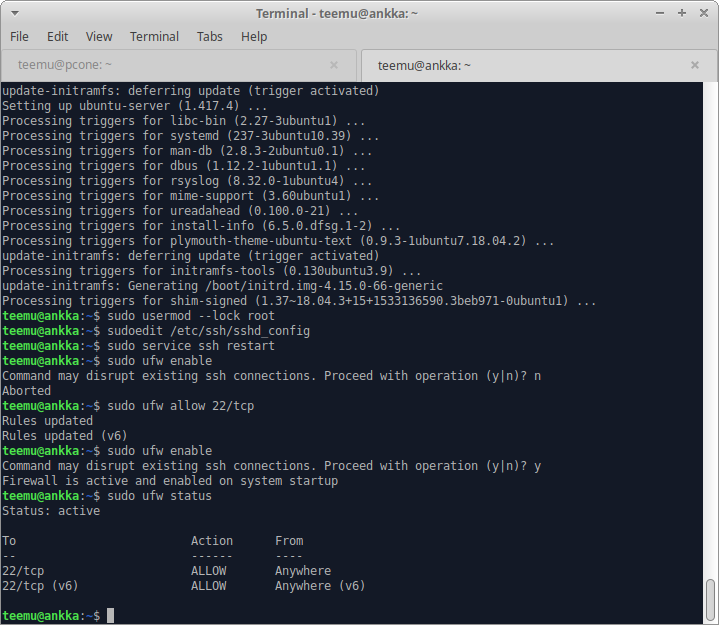 Terminal - teemu@ankka: ~
File Edit View Terminal Tabs Help
teemu@pcone: ~
teemu@ankka: ~
update-initramfs: deferring update (trigger activated)
Setting up ubuntu-server (1.417.4) ...
Processing triggers for libc-bin (2.27-3ubuntu1) ...
Processing triggers for systemd (237-3ubuntu10.39) ...
Processing triggers for man-db (2.8.3-2ubuntu0.1) ...
Processing triggers for dbus (1.12.2-1ubuntu1.1) ...
Processing triggers for rsyslog (8.32.0-1ubuntu4) ...
Processing triggers for mime-support (3.60ubuntu1) ...
Processing triggers for ureadahead (0.100.0-21) ...
Processing triggers for install-info (6.5.0.dfsg.1-2) ...
Processing triggers for plymouth-theme-ubuntu-text (0.9.3-1ubuntu7.18.04.2) ...
update-initramfs: deferring update (trigger activated)
Processing triggers for initramfs-tools (0.130ubuntu3.9) ...
update-initramfs: Generating /boot/initrd.img-4.15.0-66-generic
Processing triggers for shim-signed (1.37~18.04.3+15+1533136590.3beb971-0ubuntu1) ...
teemu@ankka:~$ sudo usermod --lock root
teemu@ankka:~$ sudoedit /etc/ssh/sshd_config
teemu@ankka:~$ sudo service ssh restart
teemu@ankka:~$ sudo ufw enable
Command may disrupt existing ssh connections. Proceed with operation (y|n)? n
Aborted
teemu@ankka:~$ sudo ufw allow 22/tcp
Rules updated
Rules updated (v6)
teemu@ankka:~$ sudo ufw enable
Command may disrupt existing ssh connections. Proceed with operation (y|n)? y
Firewall is active and enabled on system startup
teemu@ankka:~$ sudo ufw status
Status: active
To Action From
-- ------ ----
22/tcp ALLOW Anywhere
22/tcp (v6) ALLOW Anywhere (v6)
teemu@ankka:~$